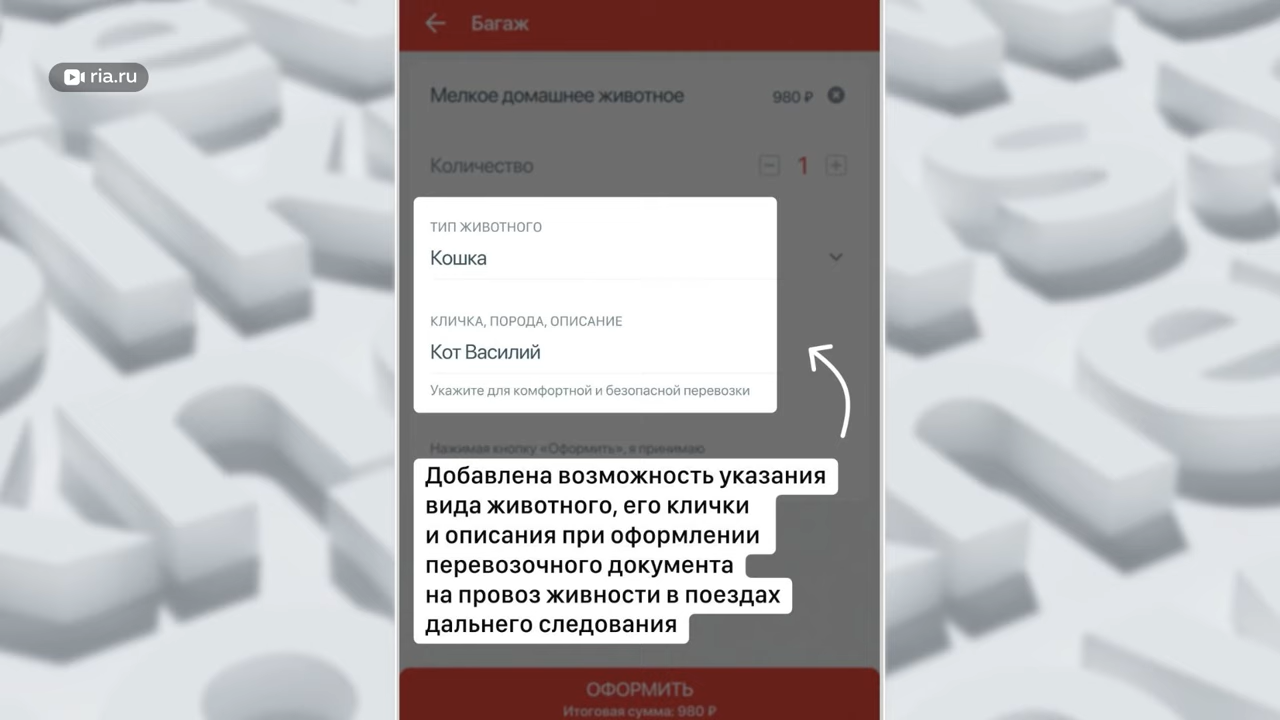 Багаж
ria.ru
Мелкое домашнее животное 980 ₽
Количество 1
ТИП ЖИВОТНОГО
Кошка
КЛИЧКА, ПОРОДА, ОПИСАНИЕ
Кот Василий
Укажите для комфортной и безопасной перевозки
Нажимая кнопку «Оформить», я принимаю
Добавлена возможность указания
вида животного, его клички
и описания при оформлении
перевозочного документа
на провоз живности в поездах
дальнего следования
ОФОРМИТЬ
Итоговая сумма: 980 ₽